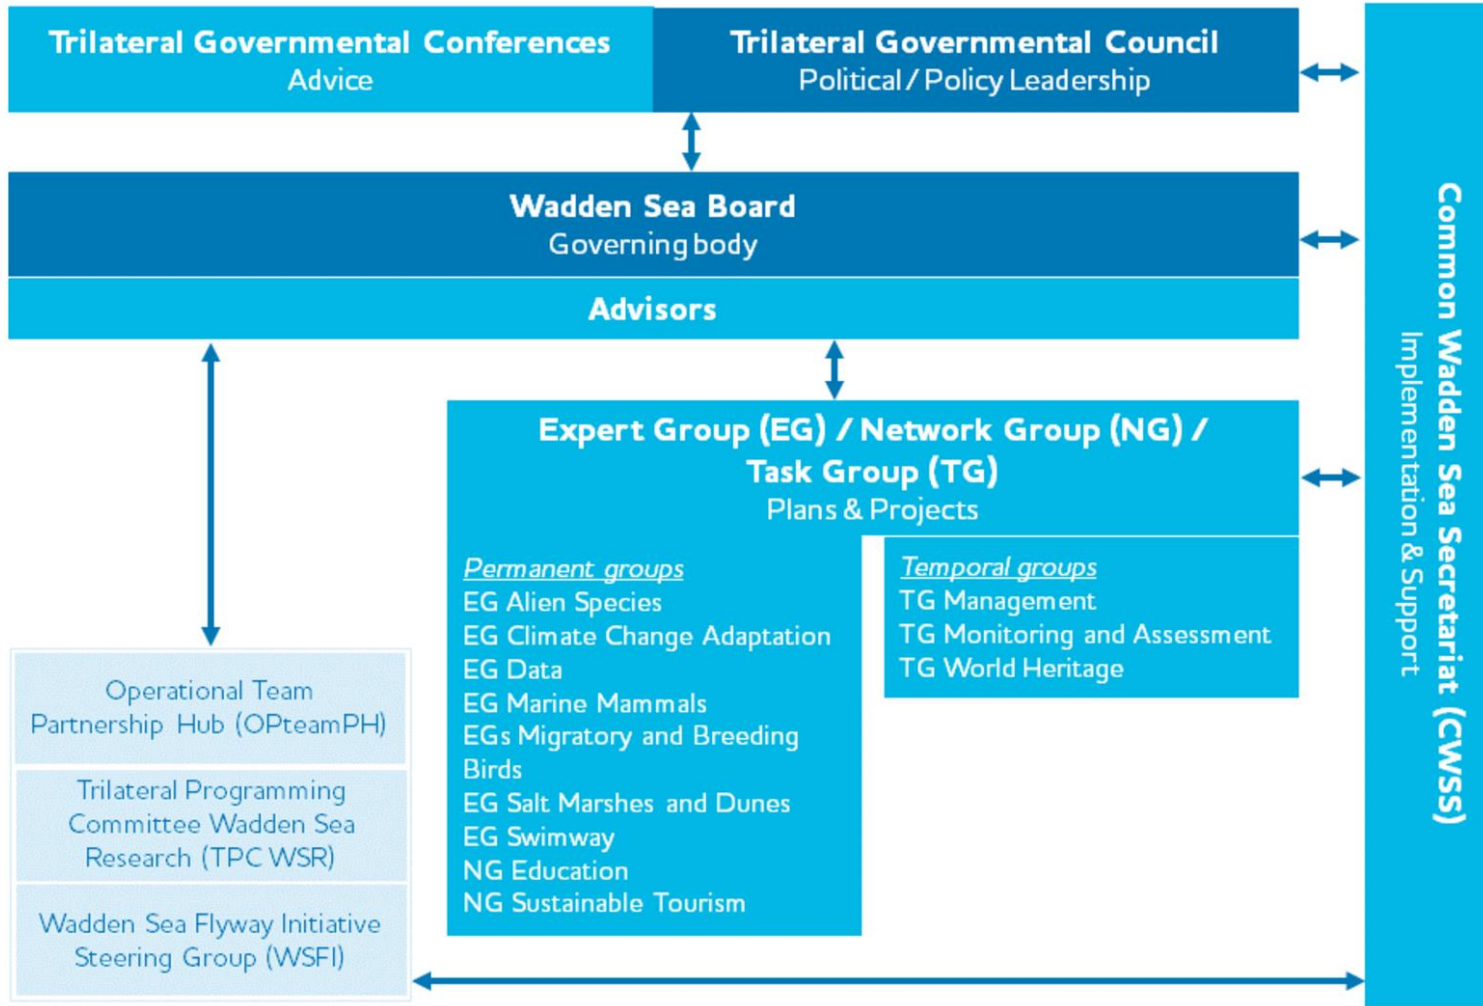 Trilateral Governmental Conferences
Advice
Trilateral Governmental Council
Political / Policy Leadership
Wadden Sea Board
Governing body
Advisors
Expert Group (EG) / Network Group (NG) /
Task Group (TG)
Plans & Projects
Permanent groups
EG Alien Species
EG Climate Change Adaptation
EG Data
EG Marine Mammals
EGs Migratory and Breeding
Birds
EG Salt Marshes and Dunes
EG Swimway
NG Education
NG Sustainable Tourism
Temporal groups
TG Management
TG Monitoring and Assessment
TG World Heritage
Operational Team
Partnership Hub (OPteamPH)
Trilateral Programming
Committee Wadden Sea
Research (TPC WSR)
Wadden Sea Flyway Initiative
Steering Group (WSFI)
Common Wadden Sea Secretariat (CWSS)
Implementation & Support